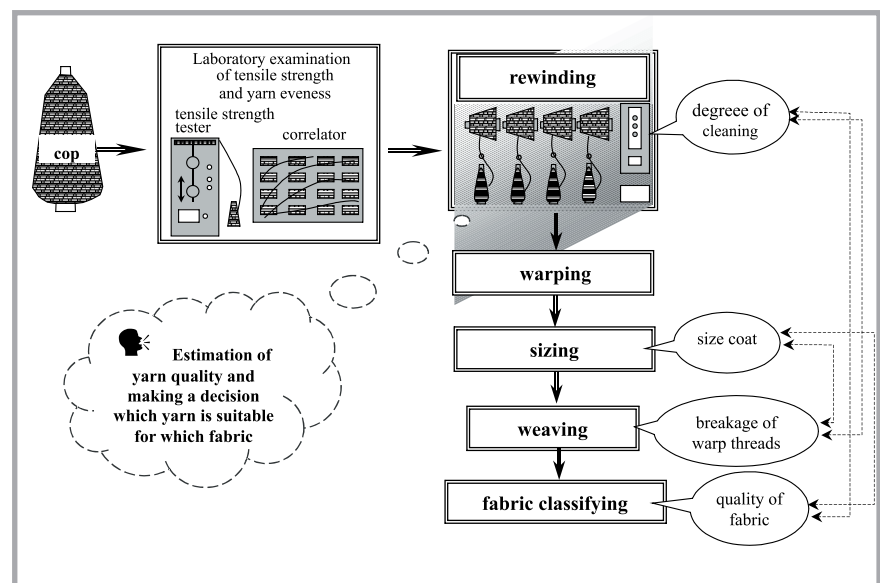 cop
Laboratory examination
of tensile strength
and yarn eveness
tensile strength
tester
correlator
rewinding
degreee of
cleaning
warping
sizing
size coat
weaving
breakage of
warp threads
fabric classifying
quality of
fabric
Estimation of
yarn quality and
making a decision
which yarn is suitable
for which fabric